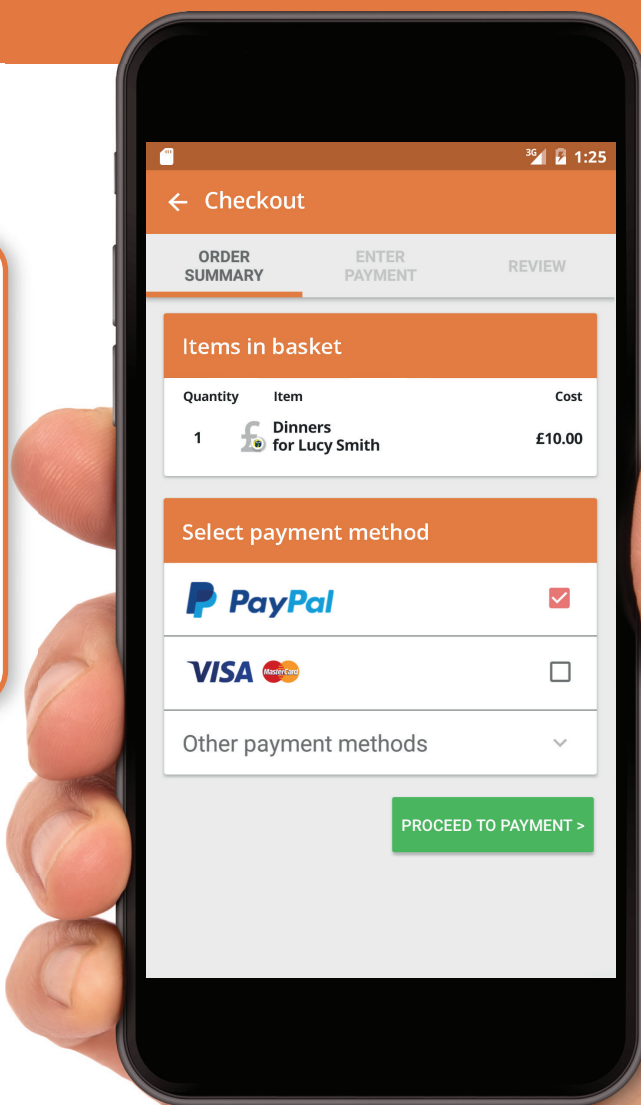 3G 1:25
← Checkout
ORDER SUMMARY
ENTER PAYMENT
REVIEW
Items in basket
Quantity Item Cost
1 £ Dinners for Lucy Smith £10.00
Select payment method
PayPal
VISA MasterCard
Other payment methods
PROCEED TO PAYMENT >